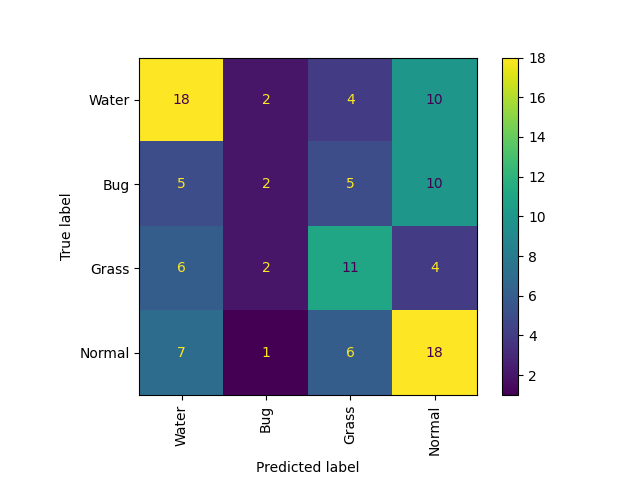 Water 18 2 4 10
Bug 5 2 5 10
Grass 6 2 11 4
Normal 7 1 6 18
Water Bug Grass Normal
Predicted label
True label
18
16
14
12
10
8
6
4
2